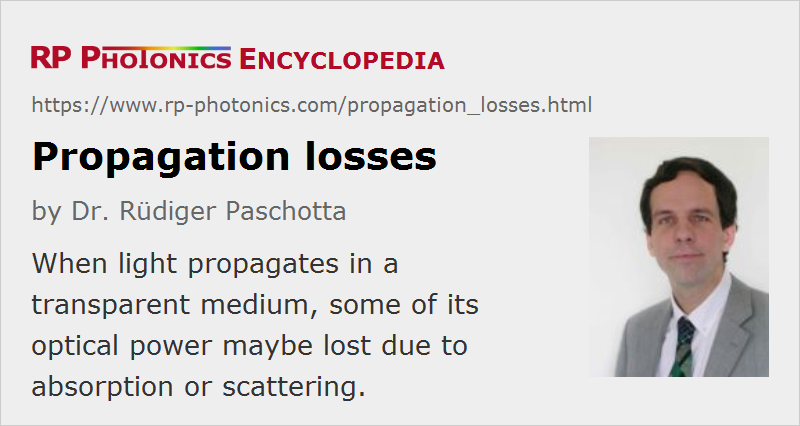 RP PHOTONICS ENCYCLOPEDIA
https://www.rp-photonics.com/propagation_losses.html
Propagation losses
by Dr. Rüdiger Paschotta
When light propagates in a
transparent medium, some of its
optical power maybe lost due to
absorption or scattering.